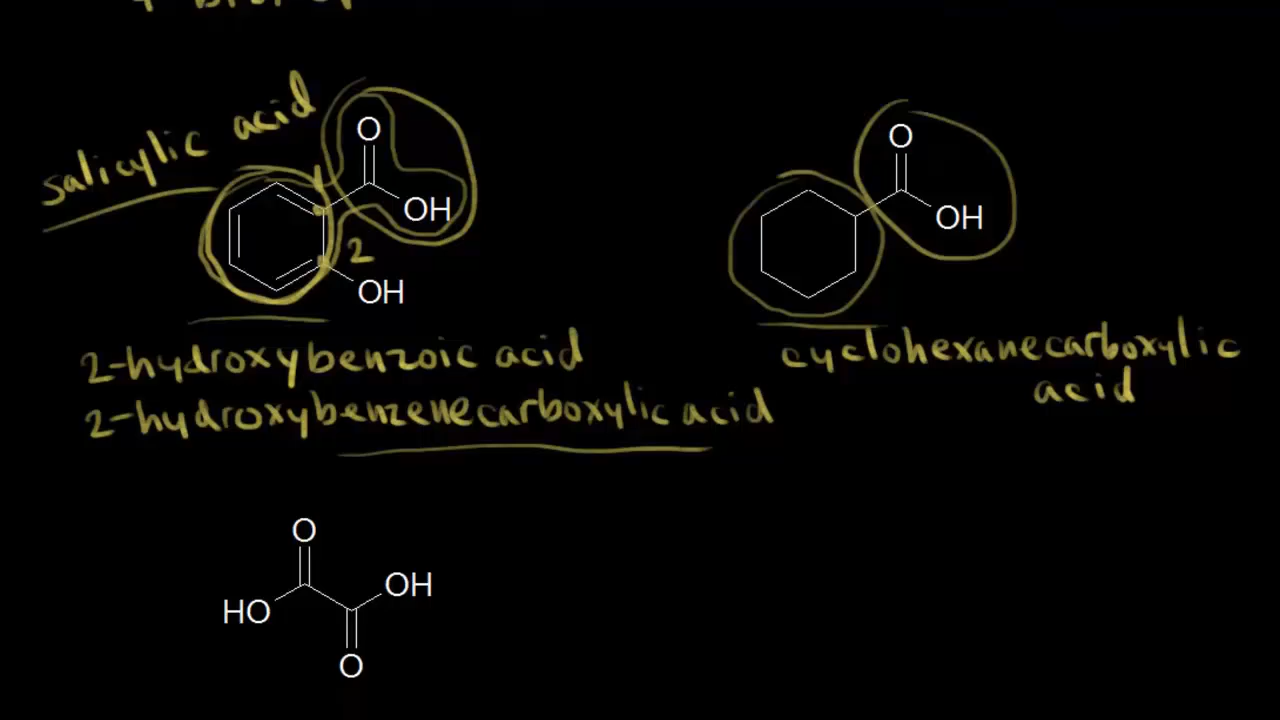 salicylic acid
O
OH
1
2
OH
O
OH
2-hydroxybenzoic acid
2-hydroxybenzenecarboxylic acid
cyclohexanecarboxylic
acid
O
HO
OH
O